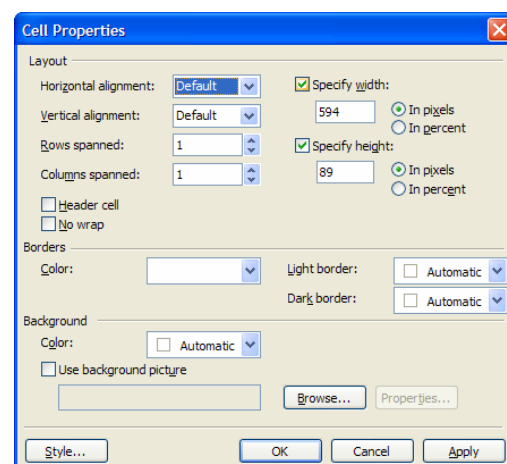 Cell Properties
Layout
Horizontal alignment: Default
Specify width:
594 In pixels
In percent
Vertical alignment: Default
Rows spanned: 1
Specify height:
89 In pixels
In percent
Columns spanned: 1
Header cell
No wrap
Borders
Color:
Light border: Automatic
Dark border: Automatic
Background
Color: Automatic
Use background picture
Browse... Properties...
Style... OK Cancel Apply